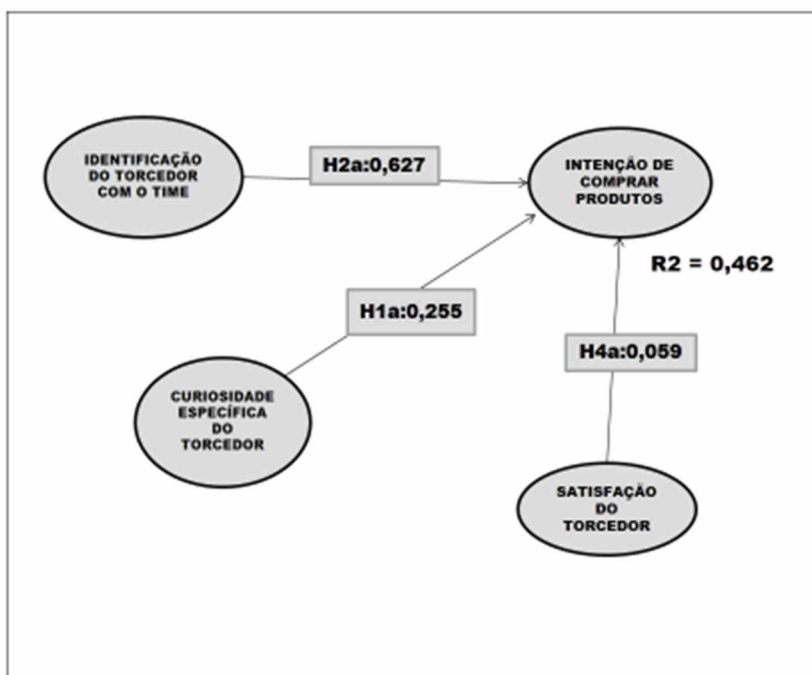 IDENTIFICAÇÃO
DO TORCEDOR
COM O TIME
H2a:0,627
INTENÇÃO DE
COMPRAR
PRODUTOS
R2 = 0,462
H1a:0,255
H4a:0,059
CURIOSIDADE
ESPECÍFICA
DO
TORCEDOR
SATISFAÇÃO
DO
TORCEDOR